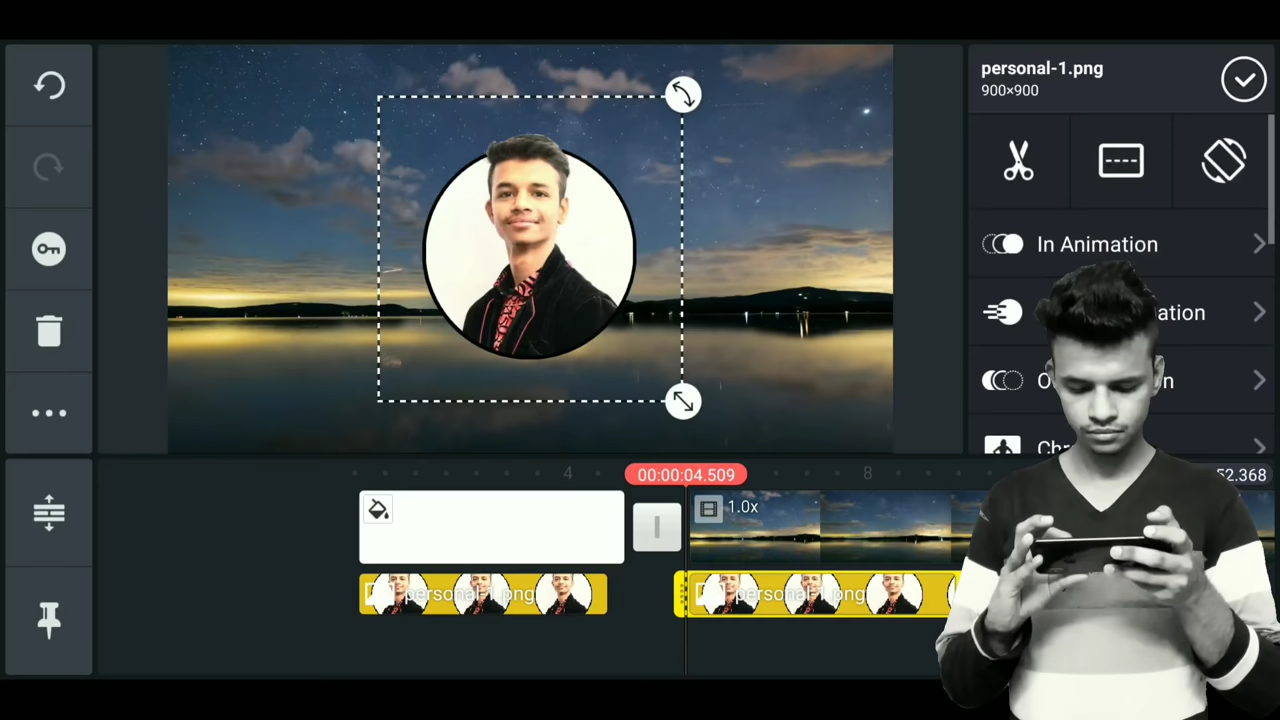 personal-1.png
900×900
In Animation
ation
O
n
Chr
4
00:00:04.509
8
52.368
1.0x
personal-1.png
personal-1.png